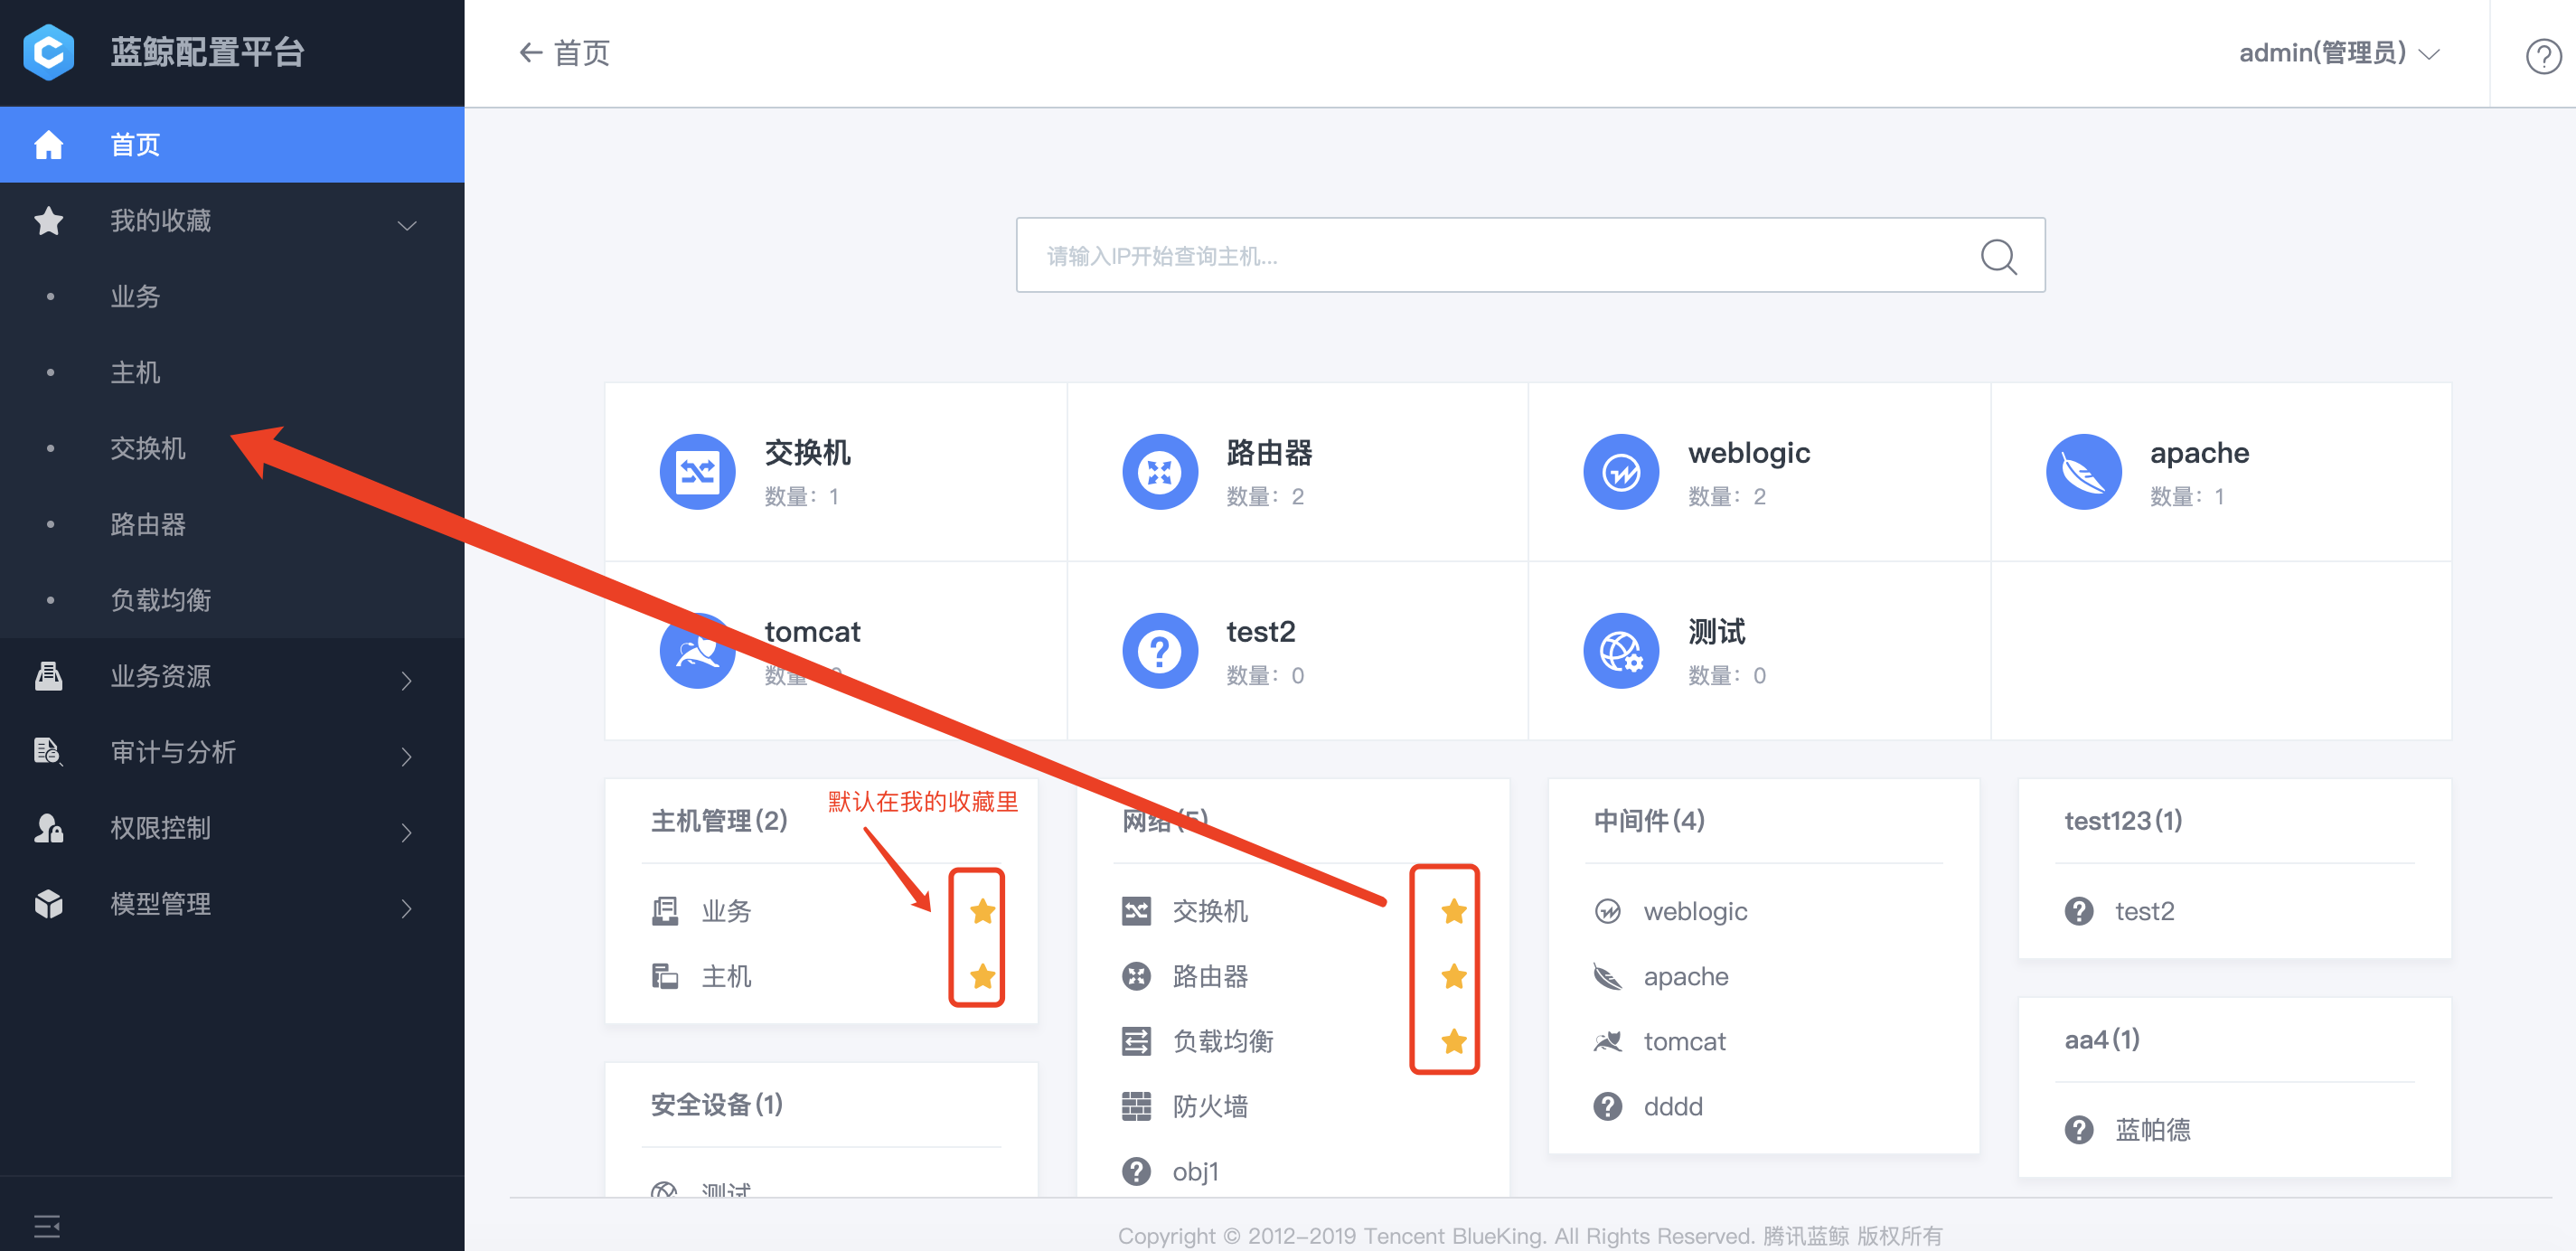 蓝鲸配置平台
首页
我的收藏
业务
主机
交换机
路由器
负载均衡
业务资源
审计与分析
权限控制
模型管理
首页
admin(管理员)
请输入IP开始查询主机...
交换机
数量：1
路由器
数量：2
weblogic
数量：2
apache
数量：1
tomcat
数量
test2
数量：0
测试
数量：0
默认在我的收藏里
主机管理(2)
业务
主机
安全设备(1)
测试
网络(5)
交换机
路由器
负载均衡
防火墙
obj1
中间件(4)
weblogic
apache
tomcat
dddd
test123(1)
test2
aa4(1)
蓝帕德
Copyright © 2012-2019 Tencent BlueKing. All Rights Reserved. 腾讯蓝鲸 版权所有